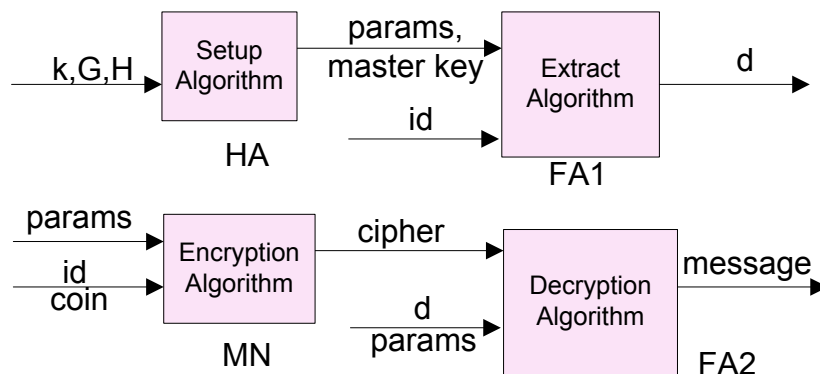 k,G,H
Setup
Algorithm
HA
params,
master key
id
Extract
Algorithm
FA1
d
params
id
coin
Encryption
Algorithm
MN
cipher
d
params
Decryption
Algorithm
FA2
message